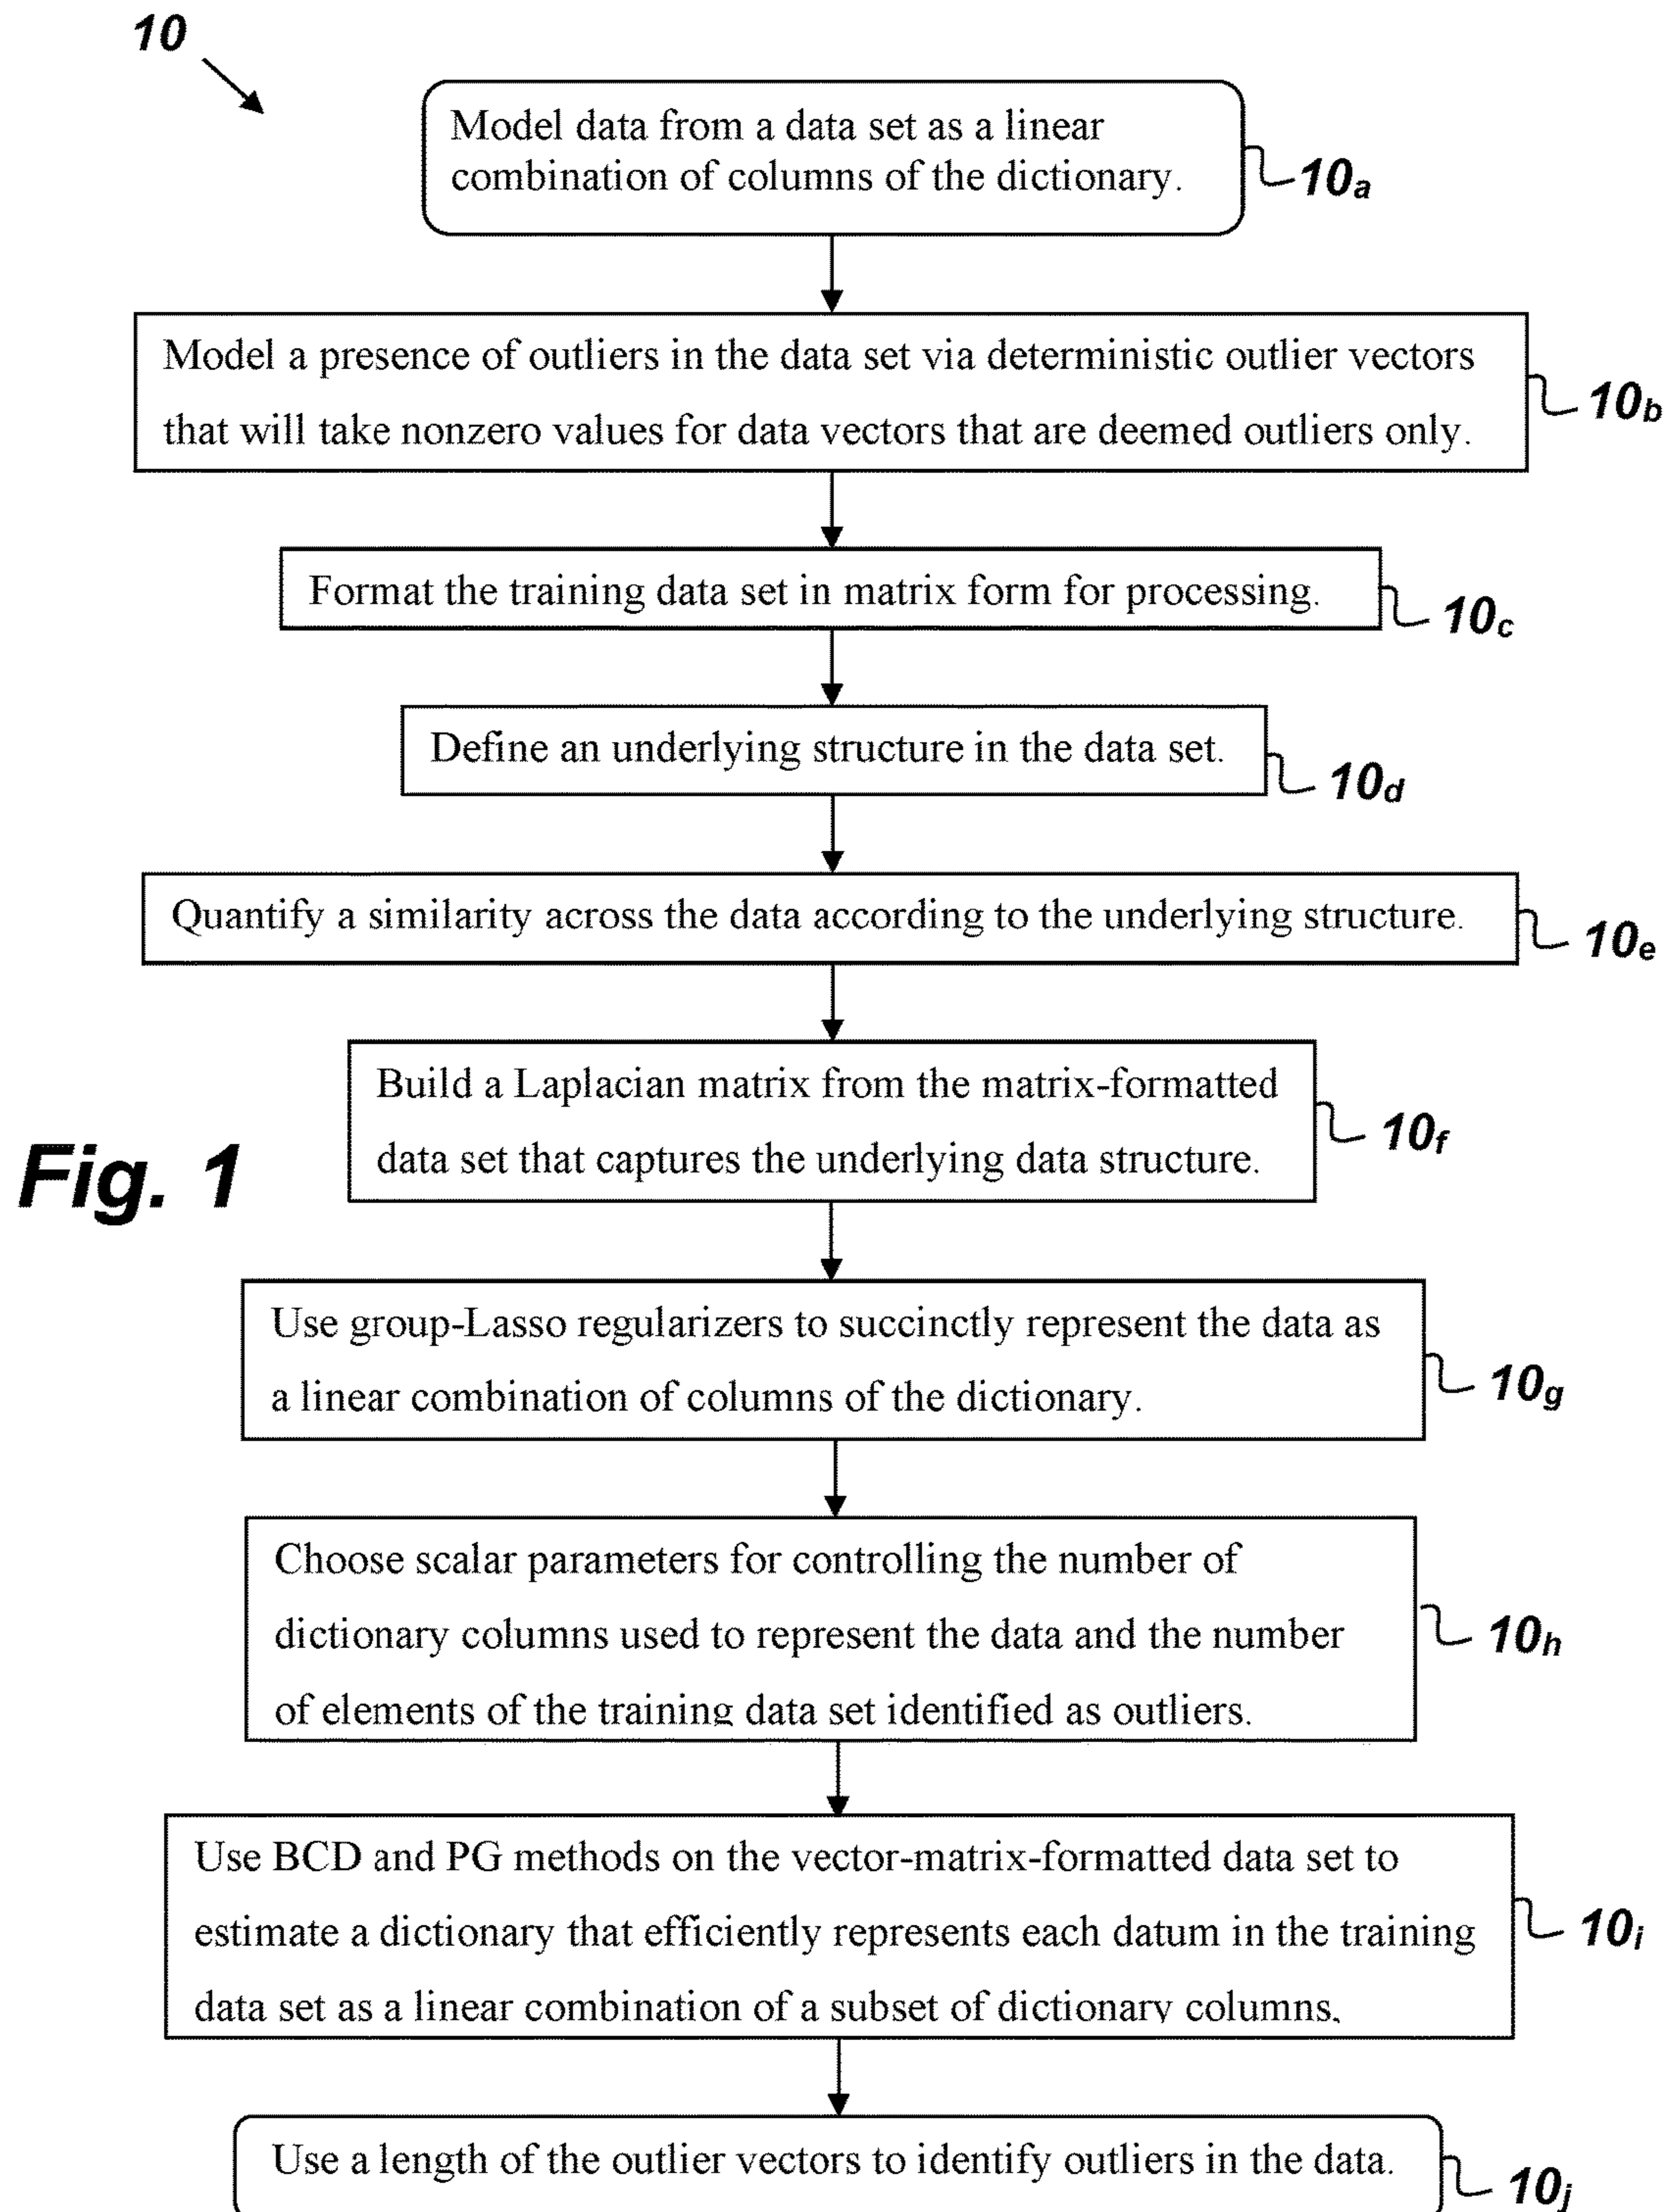 10
Model data from a data set as a linear
combination of columns of the dictionary.
10a
Model a presence of outliers in the data set via deterministic outlier vectors
that will take nonzero values for data vectors that are deemed outliers only.
10b
Format the training data set in matrix form for processing.
10c
Define an underlying structure in the data set.
10d
Quantify a similarity across the data according to the underlying structure.
10e
Build a Laplacian matrix from the matrix-formatted
data set that captures the underlying data structure.
10f
Fig. 1
Use group-Lasso regularizers to succinctly represent the data as
a linear combination of columns of the dictionary.
10g
Choose scalar parameters for controlling the number of
dictionary columns used to represent the data and the number
of elements of the training data set identified as outliers.
10h
Use BCD and PG methods on the vector-matrix-formatted data set to
estimate a dictionary that efficiently represents each datum in the training
data set as a linear combination of a subset of dictionary columns.
10i
Use a length of the outlier vectors to identify outliers in the data.
10j